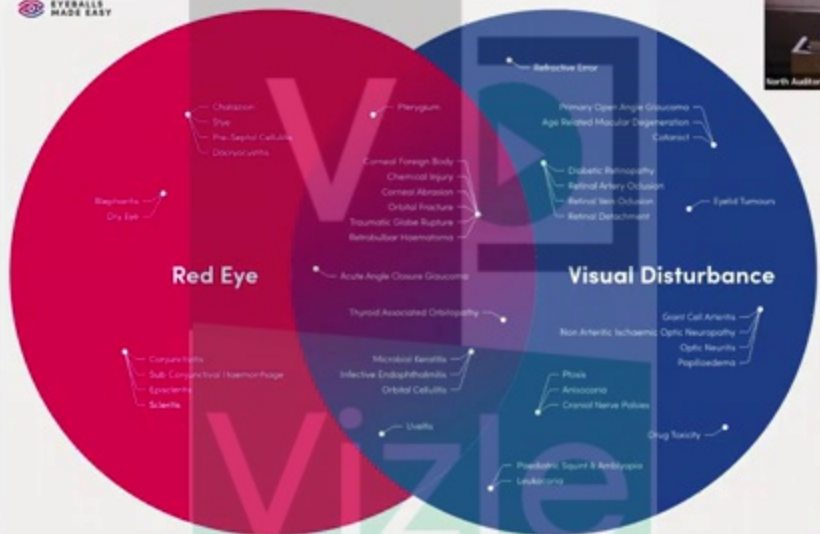 EYEBALLS
MADE EASY
North Auditor
Refractive Error
Chalazion
Stye
Pre-Septal Cellulitis
Dacryocystitis
Pterygium
Primary Open Angle Glaucoma
Age Related Macular Degeneration
Cataract
Corneal Foreign Body
Chemical Injury
Corneal Abrasion
Orbital Fracture
Traumatic Globe Rupture
Retrobulbar Haematoma
Diabetic Retinopathy
Retinal Artery Oclusion
Retinal Vein Oclusion
Retinal Detachment
Blepharitis
Dry Eye
Eyelid Tumours
Red Eye
Visual Disturbance
Acute Angle Closure Glaucoma
Thyroid Associated Orbitopathy
Giant Cell Arteritis
Non Arteritic Ischaemic Optic Neuropathy
Optic Neuritis
Papilloedema
Conjunctivitis
Sub Conjunctival Haemorrhage
Episcleritis
Scleritis
Microbial Keratitis
Infective Endophthalmitis
Orbital Cellulitis
Ptosis
Anisocoria
Cranial Nerve Palsies
Uveitis
Drug Toxicity
Paediatric Squint & Amblyopia
Leukocoria
V
Vizle